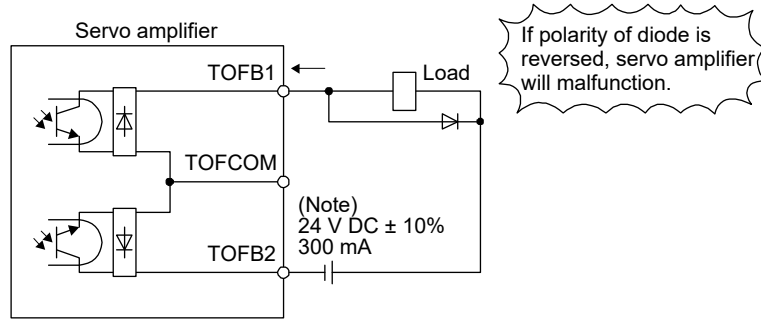 Servo amplifier
If polarity of diode is
reversed, servo amplifier
will malfunction.
TOFB1
Load
TOFCOM
(Note)
24 V DC ± 10%
300 mA
TOFB2